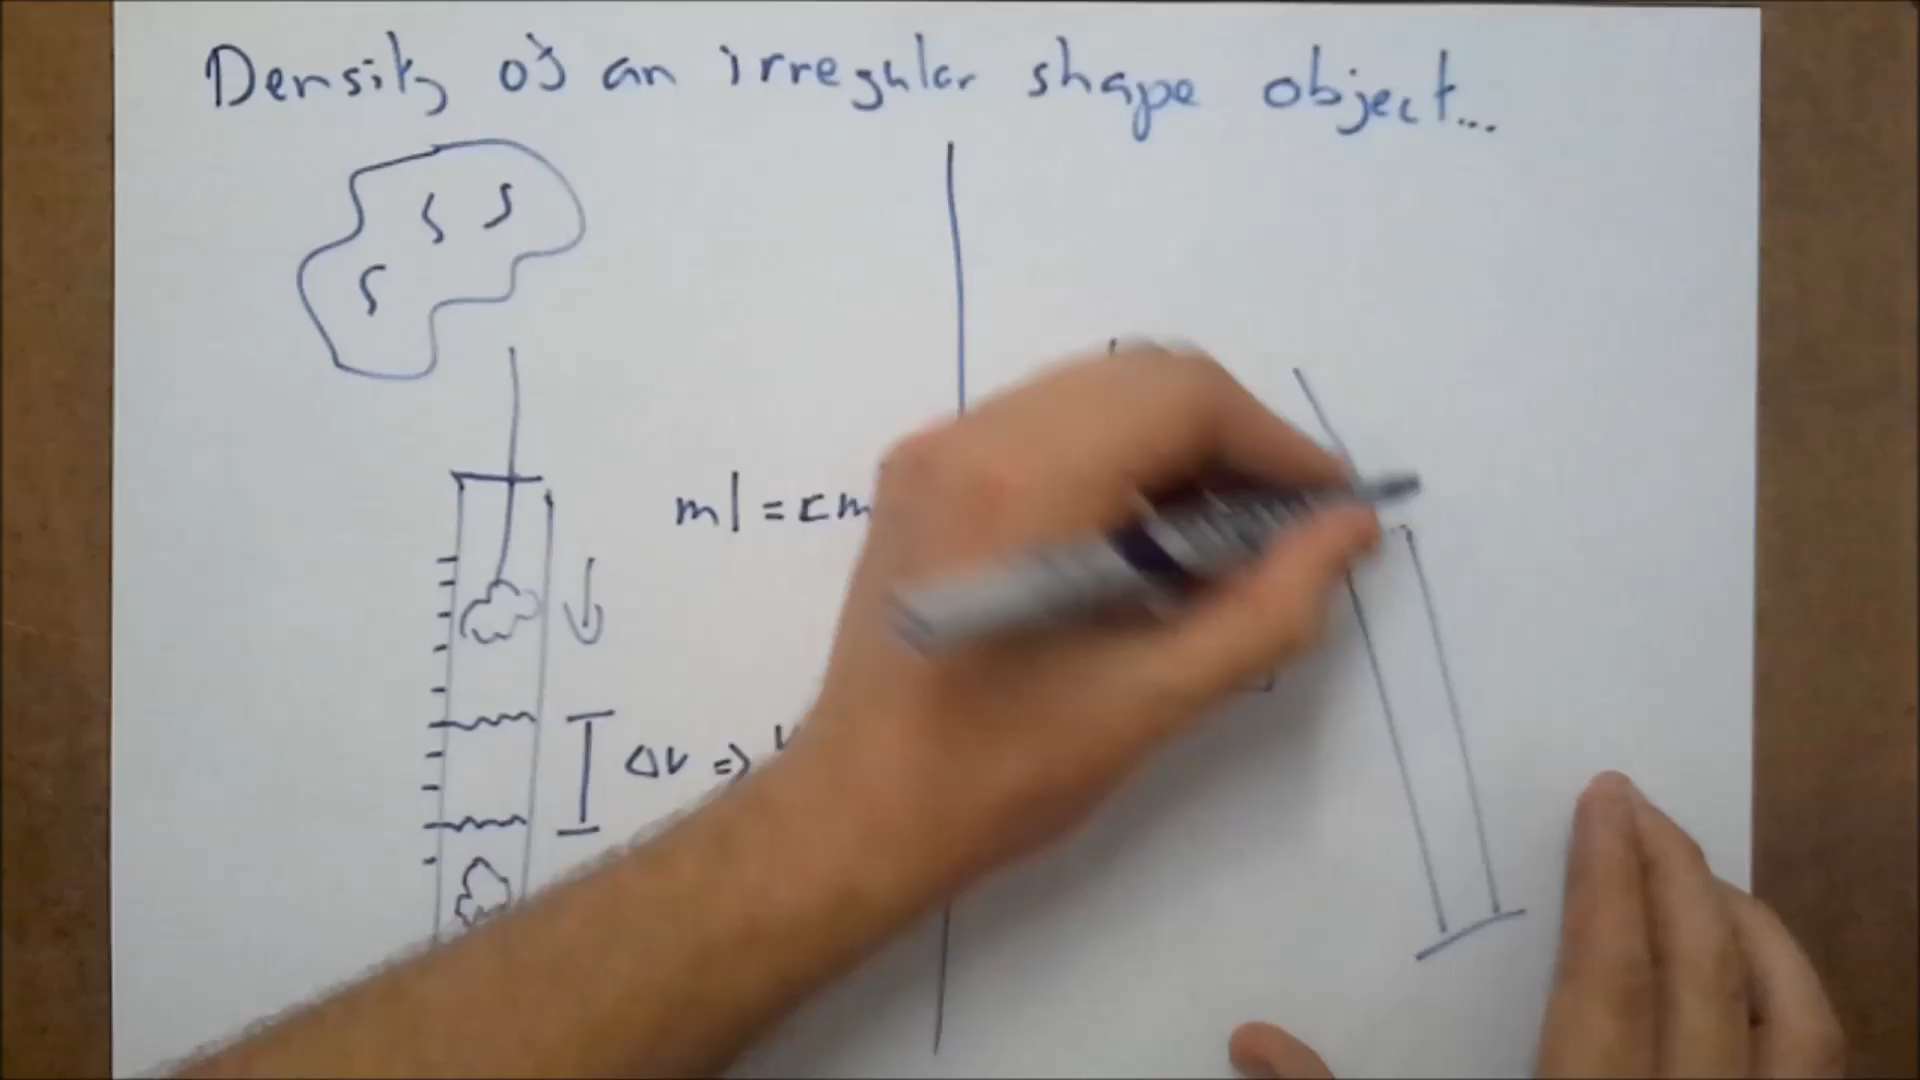 Density of an irregular shape object...
ml = cm
ΔV =>